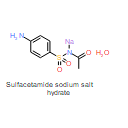 H2N
Na
S
N
O
H2O
O
O
Sulfacetamide sodium salt
hydrate